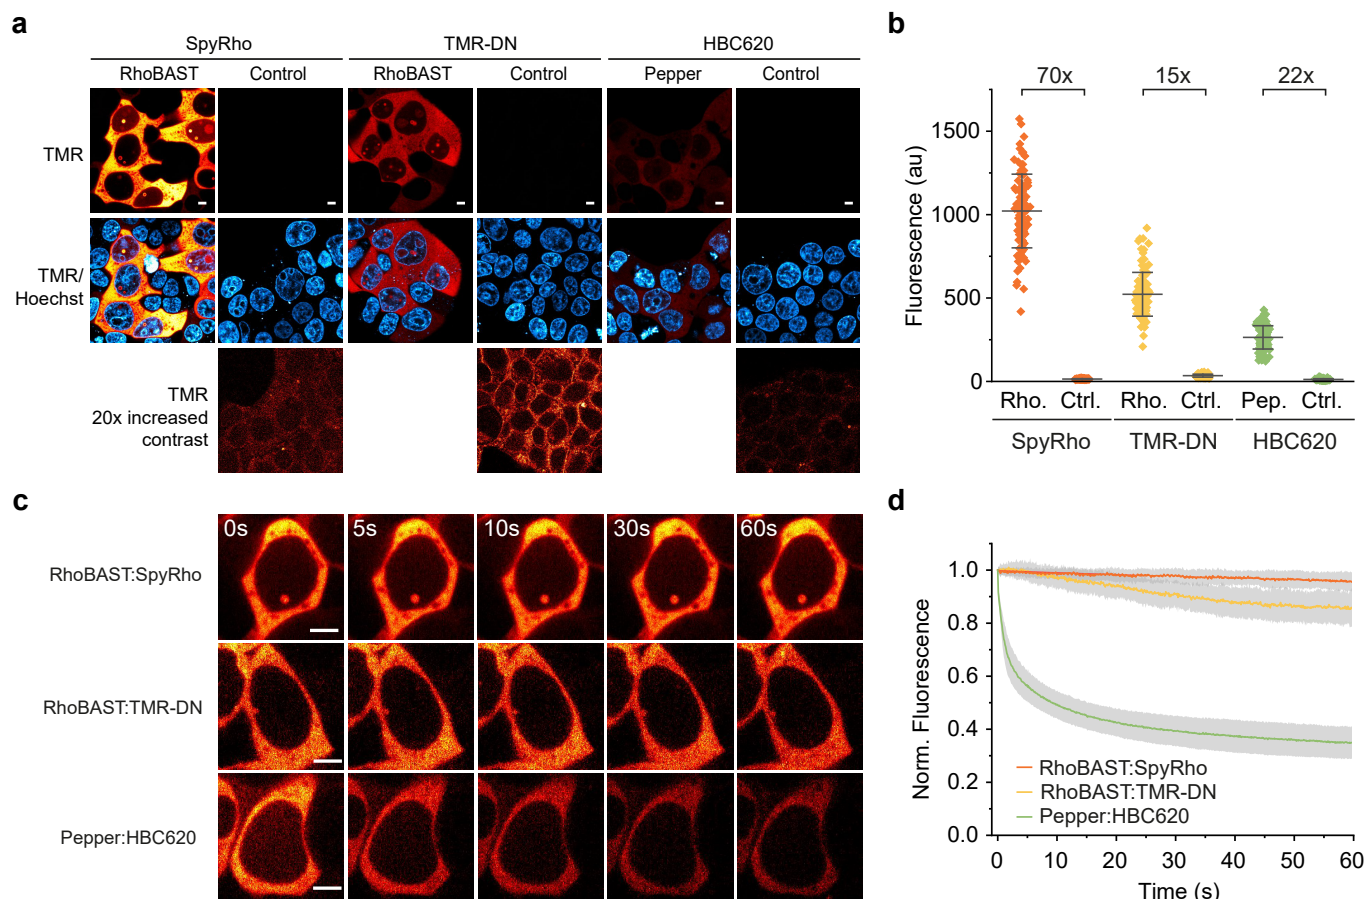 a
SpyRho TMR-DN HBC620
RhoBAST Control RhoBAST Control Pepper Control
TMR
TMR/
Hoechst
TMR
20x increased
contrast
b
70x 15x 22x
Fluorescence (au)
1500
1000
500
0
Rho. Ctrl. Rho. Ctrl. Pep. Ctrl.
SpyRho TMR-DN HBC620
c
0s 5s 10s 30s 60s
RhoBAST:SpyRho
RhoBAST:TMR-DN
Pepper:HBC620
d
Norm. Fluorescence
1.0
0.8
0.6
0.4
0.2
0.0
RhoBAST:SpyRho
RhoBAST:TMR-DN
Pepper:HBC620
0 10 20 30 40 50 60
Time (s)